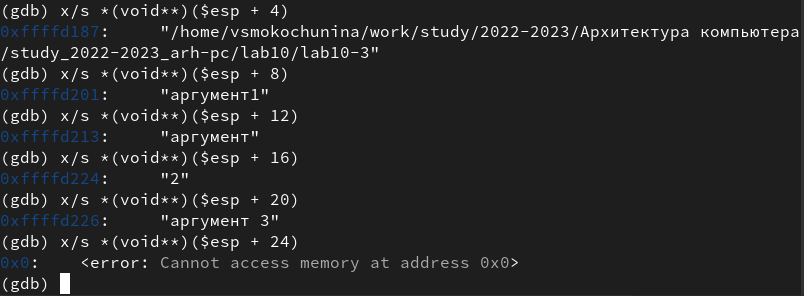 (gdb) x/s *(void**)($esp + 4)
0xffffd187:     "/home/vsmokochunina/work/study/2022-2023/Архитектура компьютера
/study_2022-2023_arh-pc/lab10/lab10-3"
(gdb) x/s *(void**)($esp + 8)
0xffffd201:     "аргумент1"
(gdb) x/s *(void**)($esp + 12)
0xffffd213:     "аргумент"
(gdb) x/s *(void**)($esp + 16)
0xffffd224:     "2"
(gdb) x/s *(void**)($esp + 20)
0xffffd226:     "аргумент 3"
(gdb) x/s *(void**)($esp + 24)
0x0:    <error: Cannot access memory at address 0x0>
(gdb)